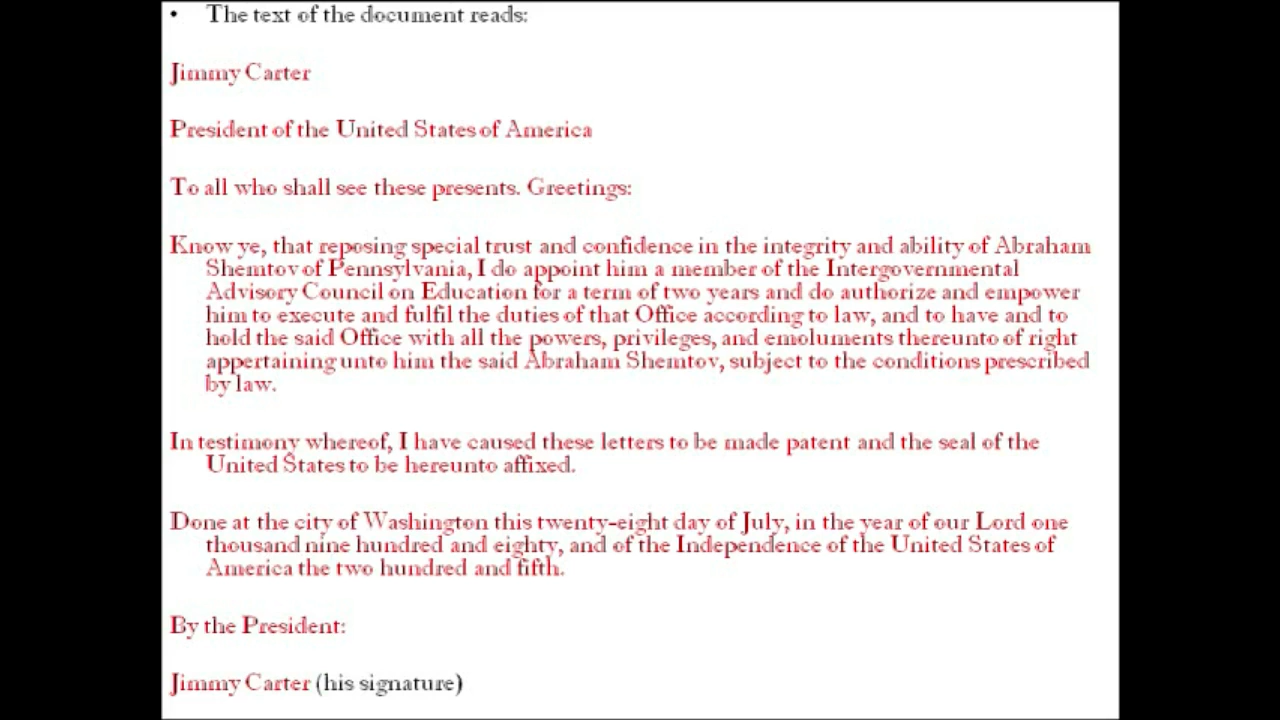 • The text of the document reads:
Jimmy Carter
President of the United States of America
To all who shall see these presents. Greetings:
Know ye, that reposing special trust and confidence in the integrity and ability of Abraham
Shemtov of Pennsylvania, I do appoint him a member of the Intergovernmental
Advisory Council on Education for a term of two years and do authorize and empower
him to execute and fulfil the duties of that Office according to law, and to have and to
hold the said Office with all the powers, privileges, and emoluments thereunto of right
appertaining unto him the said Abraham Shemtov, subject to the conditions prescribed
by law.
In testimony whereof, I have caused these letters to be made patent and the seal of the
United States to be hereunto affixed.
Done at the city of Washington this twenty-eight day of July, in the year of our Lord one
thousand nine hundred and eighty, and of the Independence of the United States of
America the two hundred and fifth.
By the President:
Jimmy Carter (his signature)